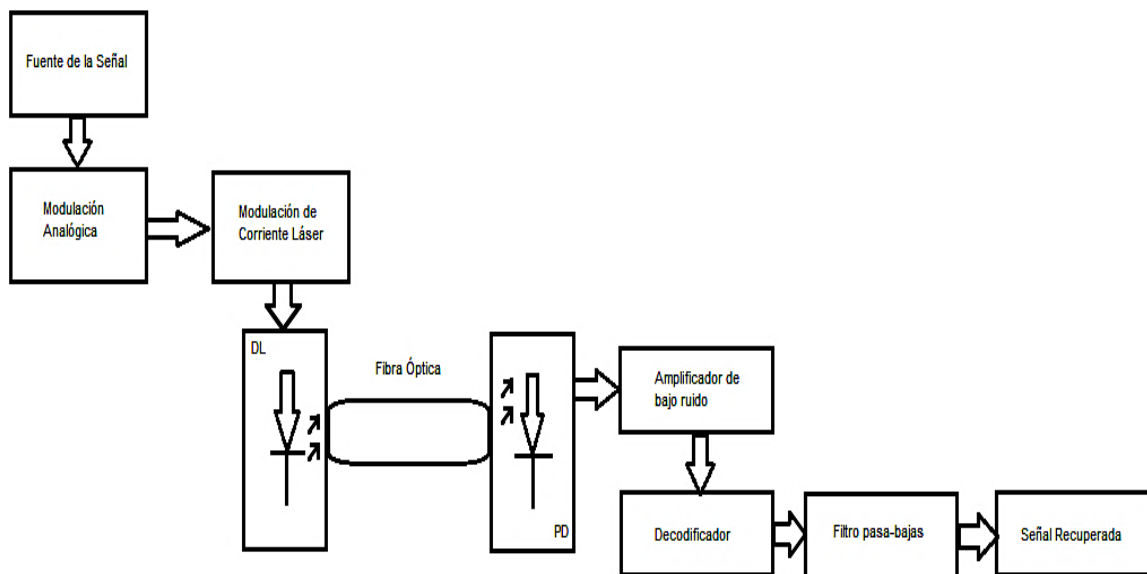 Fuente de la Señal
Modulación
Analógica
Modulación de
Corriente Láser
DL
Fibra Óptica
PD
Amplificador de
bajo ruido
Decodificador
Filtro pasa-bajas
Señal Recuperada